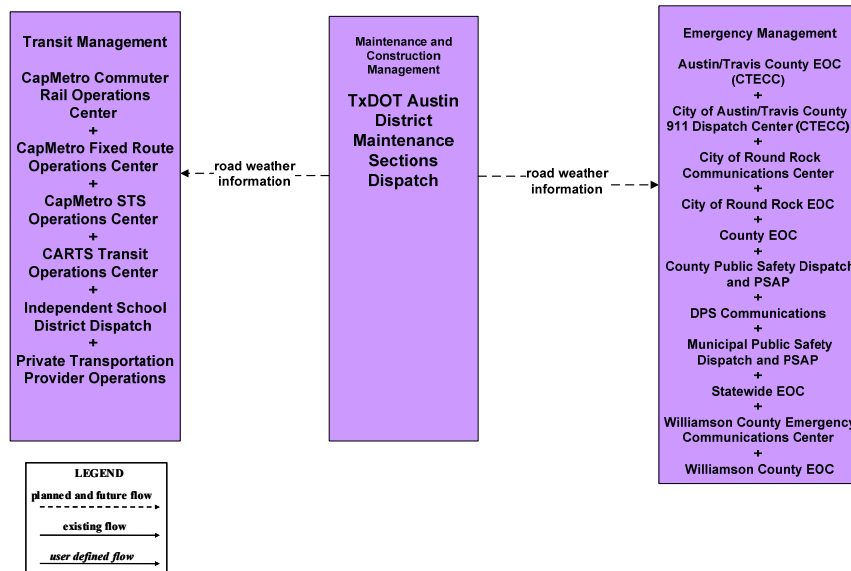 Transit Management
CapMetro Commuter
Rail Operations
Center
+
CapMetro Fixed Route
Operations Center
+
CapMetro STS
Operations Center
+
CARTS Transit
Operations Center
+
Independent School
District Dispatch
+
Private Transportation
Provider Operations
road weather
information
Maintenance and
Construction
Management
TxDOT Austin
District
Maintenance
Sections
Dispatch
road weather
information
Emergency Management
Austin/Travis County EOC
(CTECC)
+
City of Austin/Travis County
911 Dispatch Center (CTECC)
+
City of Round Rock
Communications Center
+
City of Round Rock EOC
+
County EOC
+
County Public Safety Dispatch
and PSAP
+
DPS Communications
+
Municipal Public Safety
Dispatch and PSAP
+
Statewide EOC
+
Williamson County Emergency
Communications Center
+
Williamson County EOC
LEGEND
planned and future flow
existing flow
user defined flow